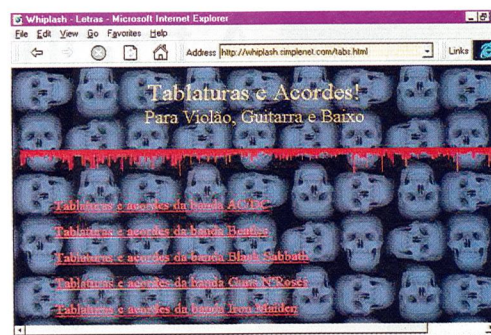 Whiplash - Letras - Microsoft Internet Explorer
File Edit View Go Favorites Help
Address http://whiplash.simplenet.com/tabs.html Links
Tablaturas e Acordes!
Para Violão, Guitarra e Baixo
Tablaturas e acordes da banda AC/DC
Tablaturas e acordes da banda Beatles
Tablaturas e acordes da banda Black Sabbath
Tablaturas e acordes da banda Guns N'Roses
Tablaturas e acordes da banda Iron Maiden